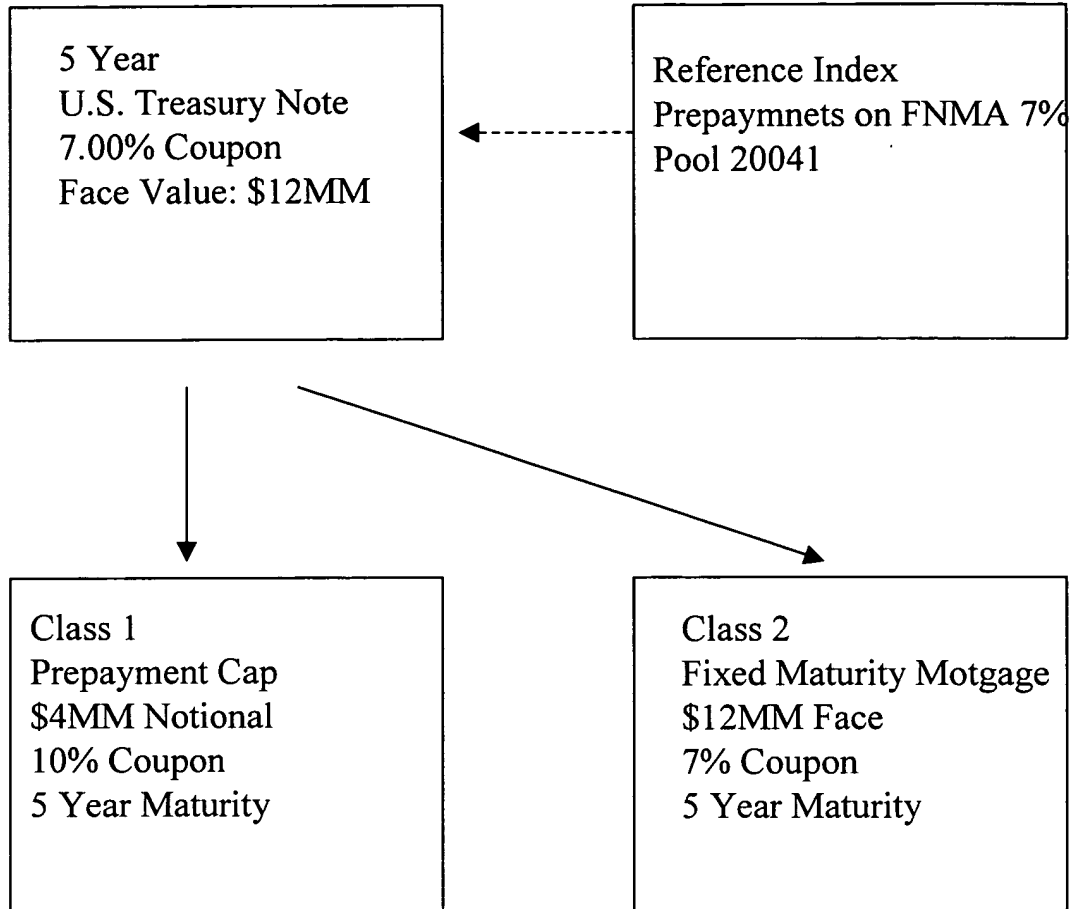 5 Year
U.S. Treasury Note
7.00% Coupon
Face Value: $12MM
Reference Index
Prepaymnets on FNMA 7%
Pool 20041
Class 1
Prepayment Cap
$4MM Notional
10% Coupon
5 Year Maturity
Class 2
Fixed Maturity Motgage
$12MM Face
7% Coupon
5 Year Maturity